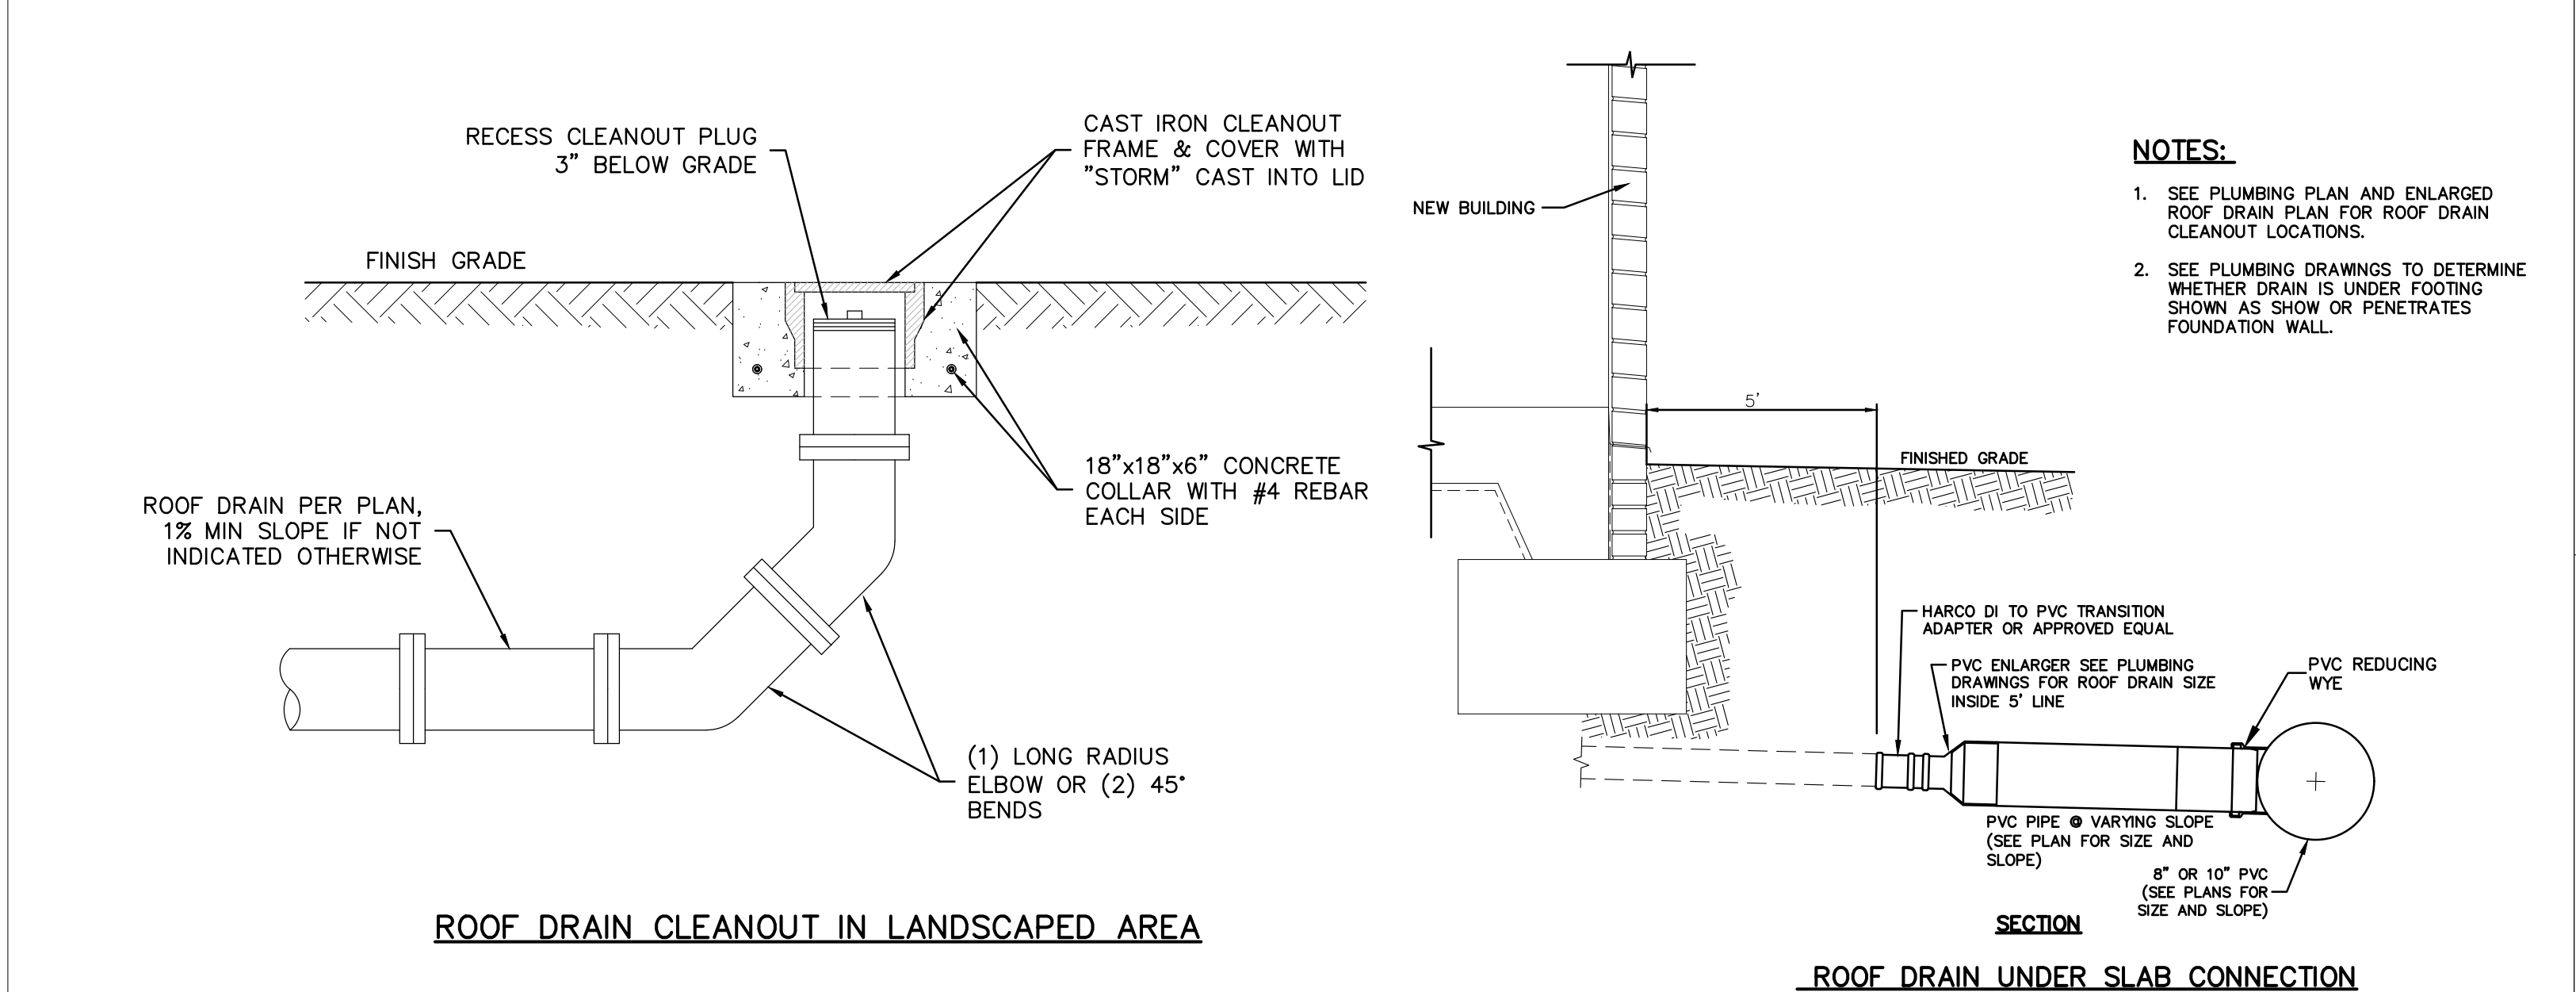 RECESS CLEANOUT PLUG
3" BELOW GRADE
CAST IRON CLEANOUT
FRAME & COVER WITH
"STORM" CAST INTO LID
FINISH GRADE
18"x18"x6" CONCRETE
COLLAR WITH #4 REBAR
EACH SIDE
ROOF DRAIN PER PLAN,
1% MIN SLOPE IF NOT
INDICATED OTHERWISE
(1) LONG RADIUS
ELBOW OR (2) 45°
BENDS
ROOF DRAIN CLEANOUT IN LANDSCAPED AREA
NEW BUILDING
5'
FINISHED GRADE
HARCO DI TO PVC TRANSITION
ADAPTER OR APPROVED EQUAL
PVC ENLARGER SEE PLUMBING
DRAWINGS FOR ROOF DRAIN SIZE
INSIDE 5' LINE
PVC REDUCING
WYE
PVC PIPE @ VARYING SLOPE
(SEE PLAN FOR SIZE AND
SLOPE)
8" OR 10" PVC
(SEE PLANS FOR
SIZE AND SLOPE)
SECTION
ROOF DRAIN UNDER SLAB CONNECTION
NOTES:
1. SEE PLUMBING PLAN AND ENLARGED
ROOF DRAIN PLAN FOR ROOF DRAIN
CLEANOUT LOCATIONS.
2. SEE PLUMBING DRAWINGS TO DETERMINE
WHETHER DRAIN IS UNDER FOOTING
SHOWN AS SHOW OR PENETRATES
FOUNDATION WALL.